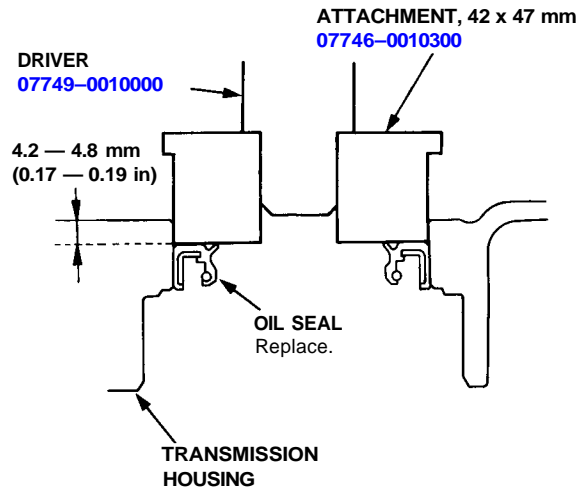 ATTACHMENT, 42 x 47 mm
07746–0010300
DRIVER
07749–0010000
4.2 — 4.8 mm
(0.17 — 0.19 in)
OIL SEAL
Replace.
TRANSMISSION
HOUSING